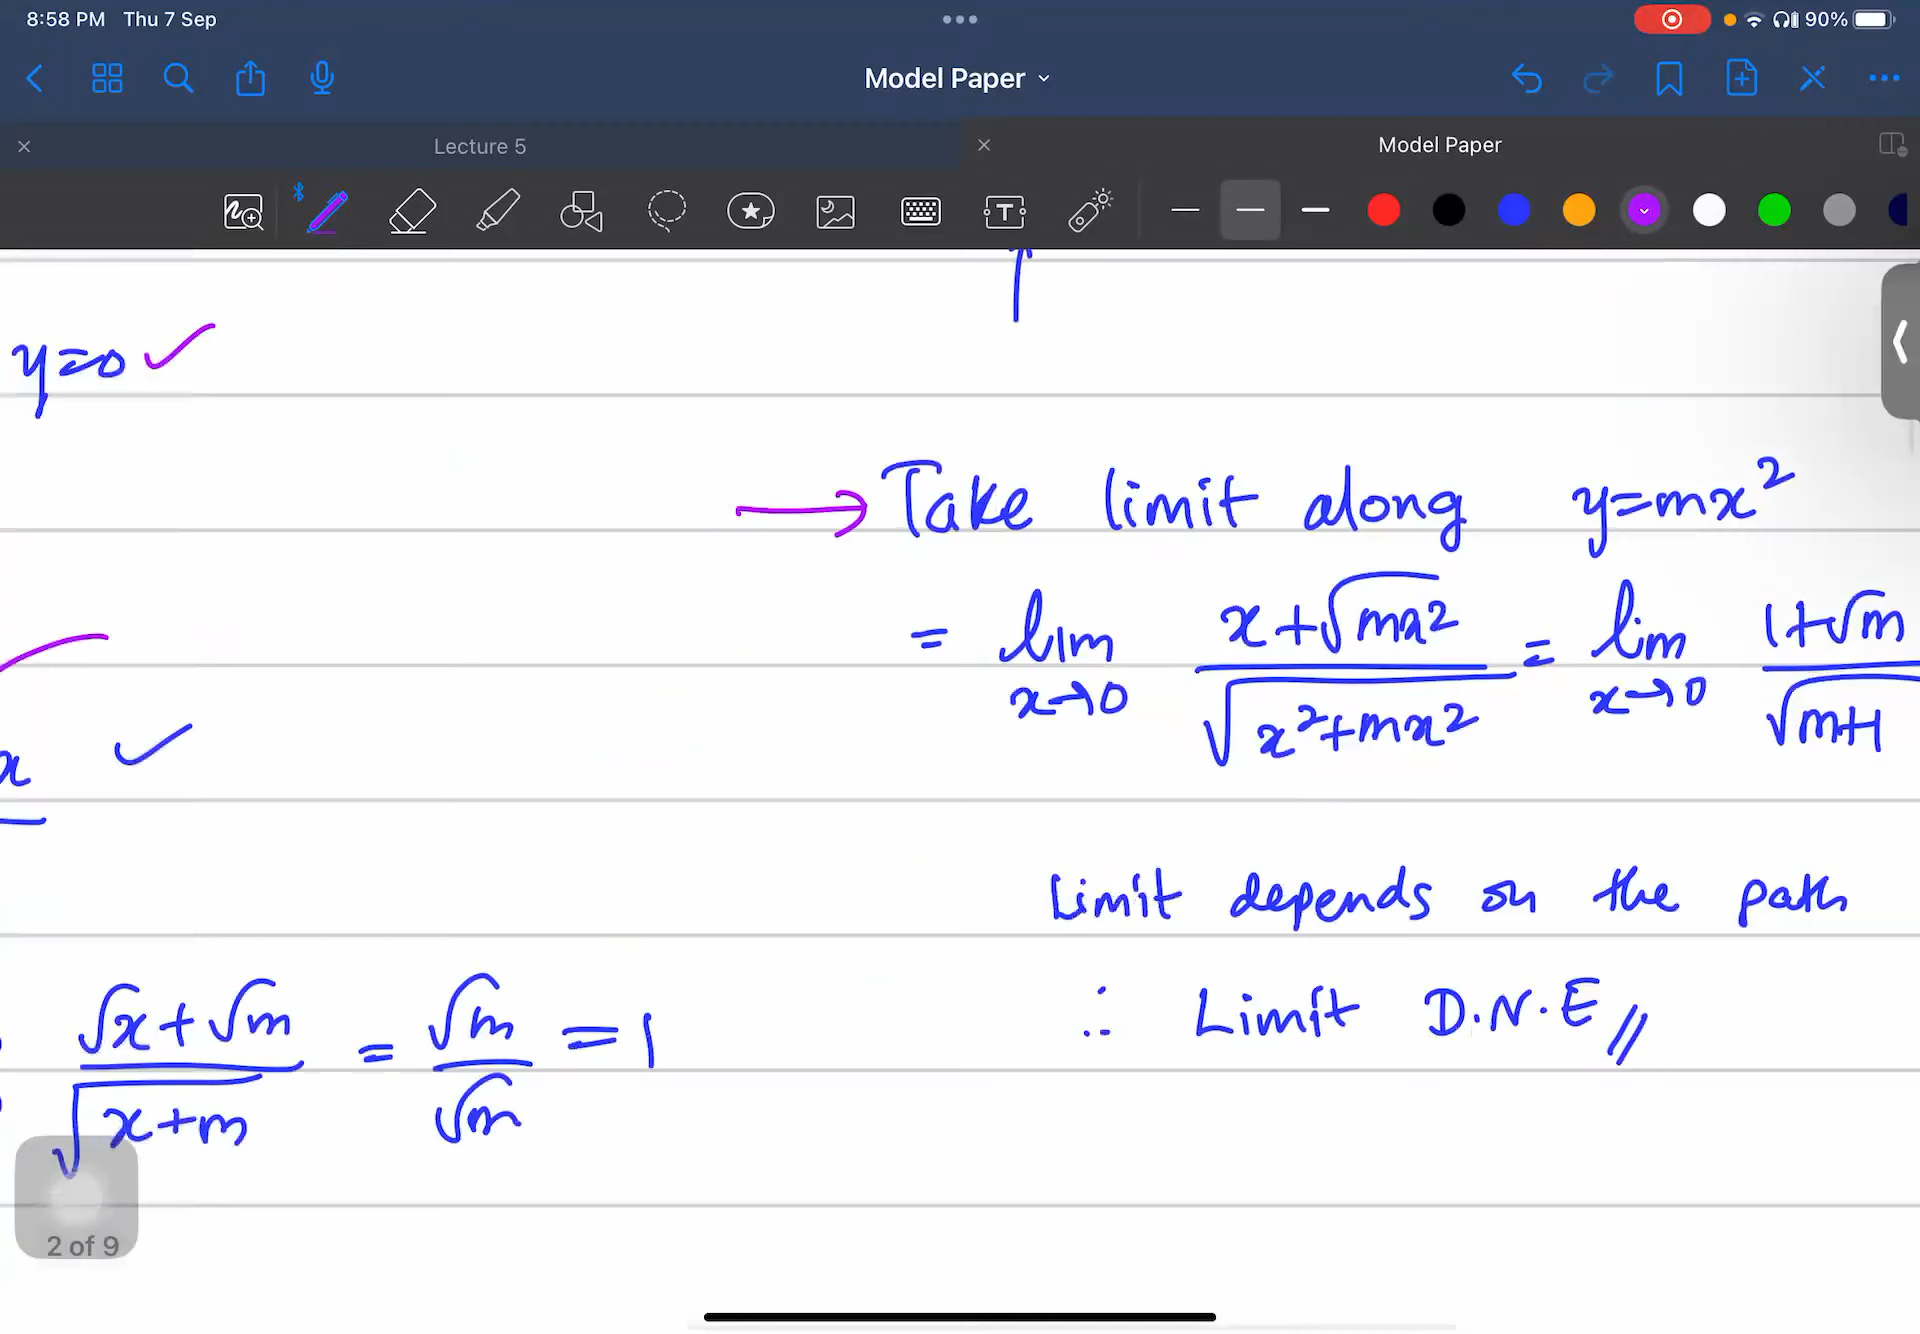 8:58 PM Thu 7 Sep
90%
Model Paper
Lecture 5
Model Paper
T
y=0
Take limit along y=mx²
= lim x→0 x+√mx² / √x²+mx² = lim x→0 1+√m / √m+1
x
Limit depends on the path
√x+√m / √x+m = √m / √m = 1
∴ Limit D.N.E //
2 of 9